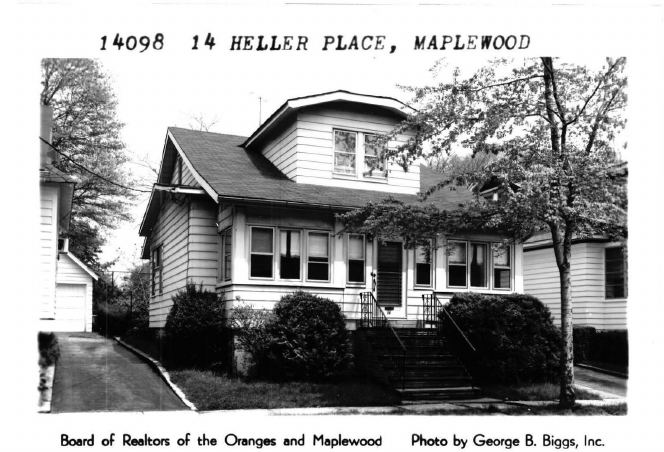 14098 14 HELLER PLACE, MAPLEWOOD
Board of Realtors of the Oranges and Maplewood Photo by George B. Biggs, Inc.